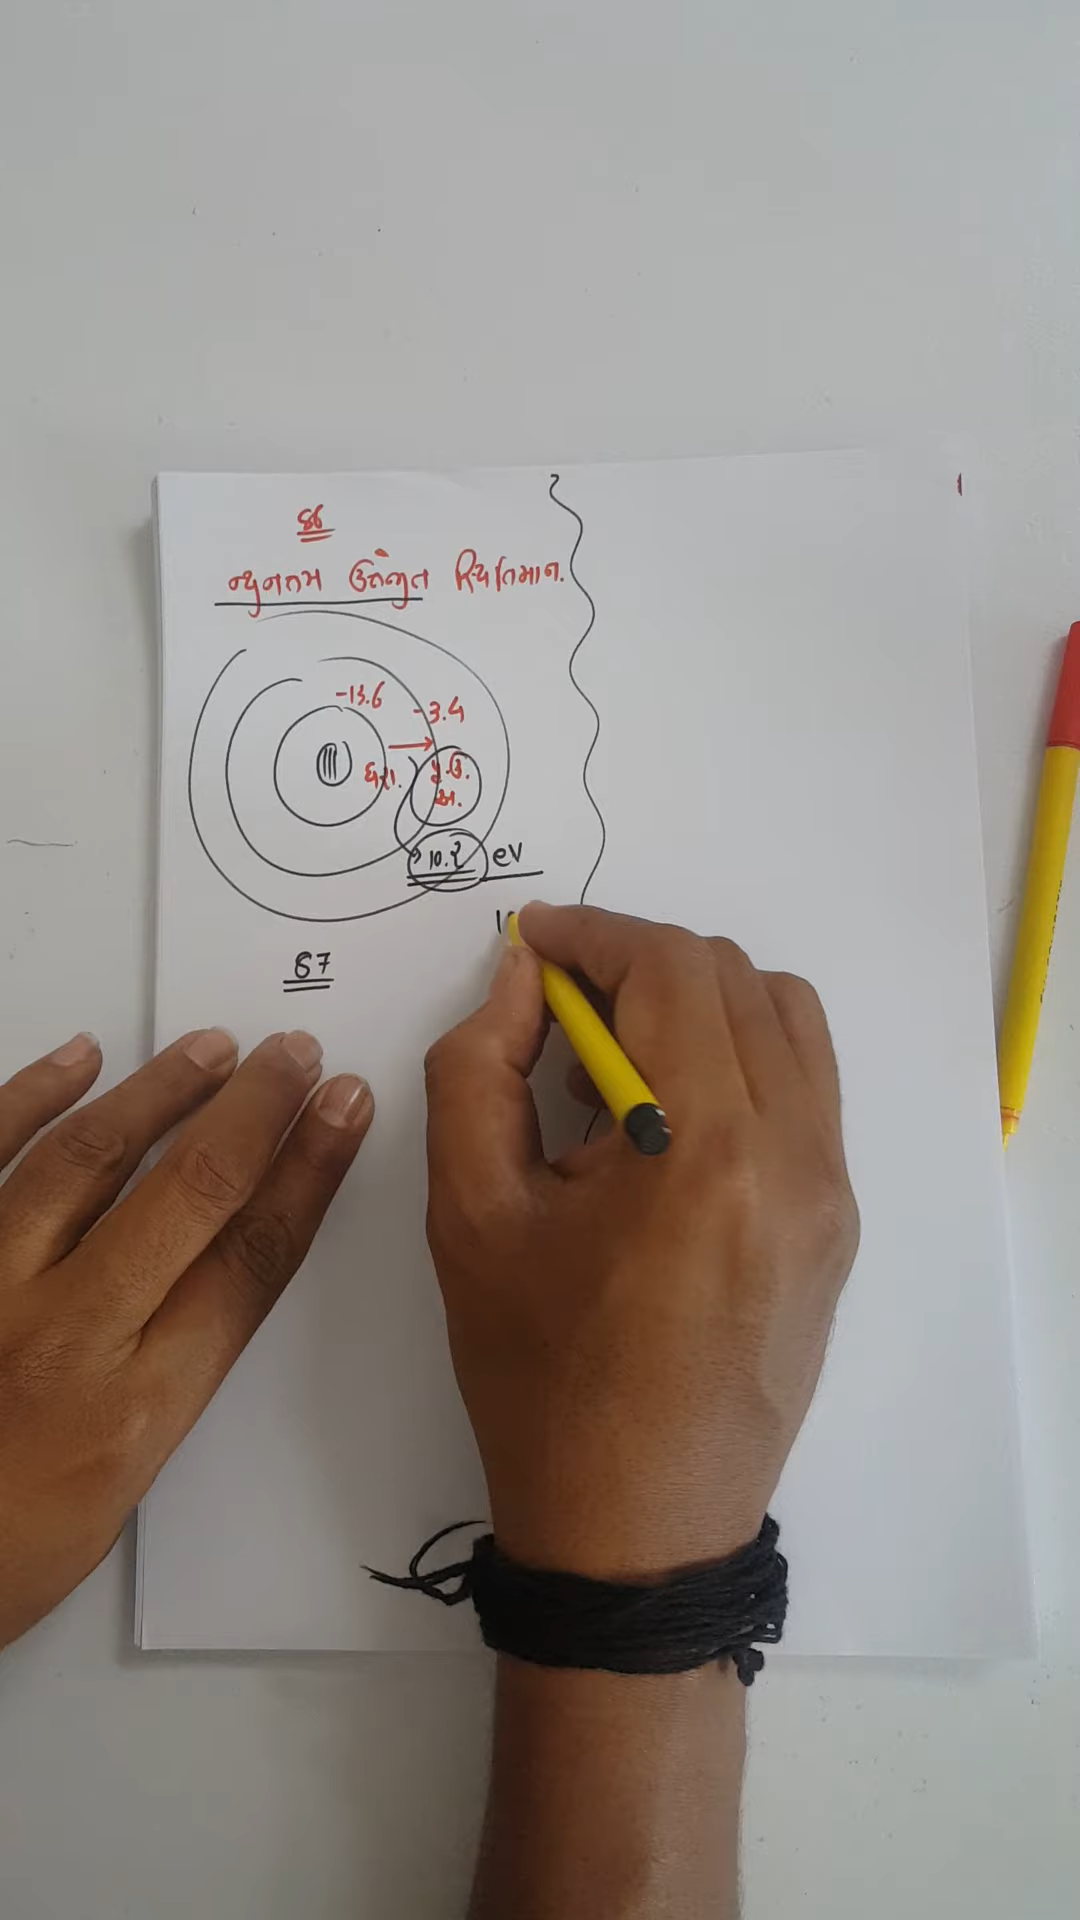 86
ન્યુનતમ ઉત્તેજીત સ્થિતિમાન.
-13.6
-3.4
ધરા.
પ્ર.ઉ.
અ.
10.2 eV
87